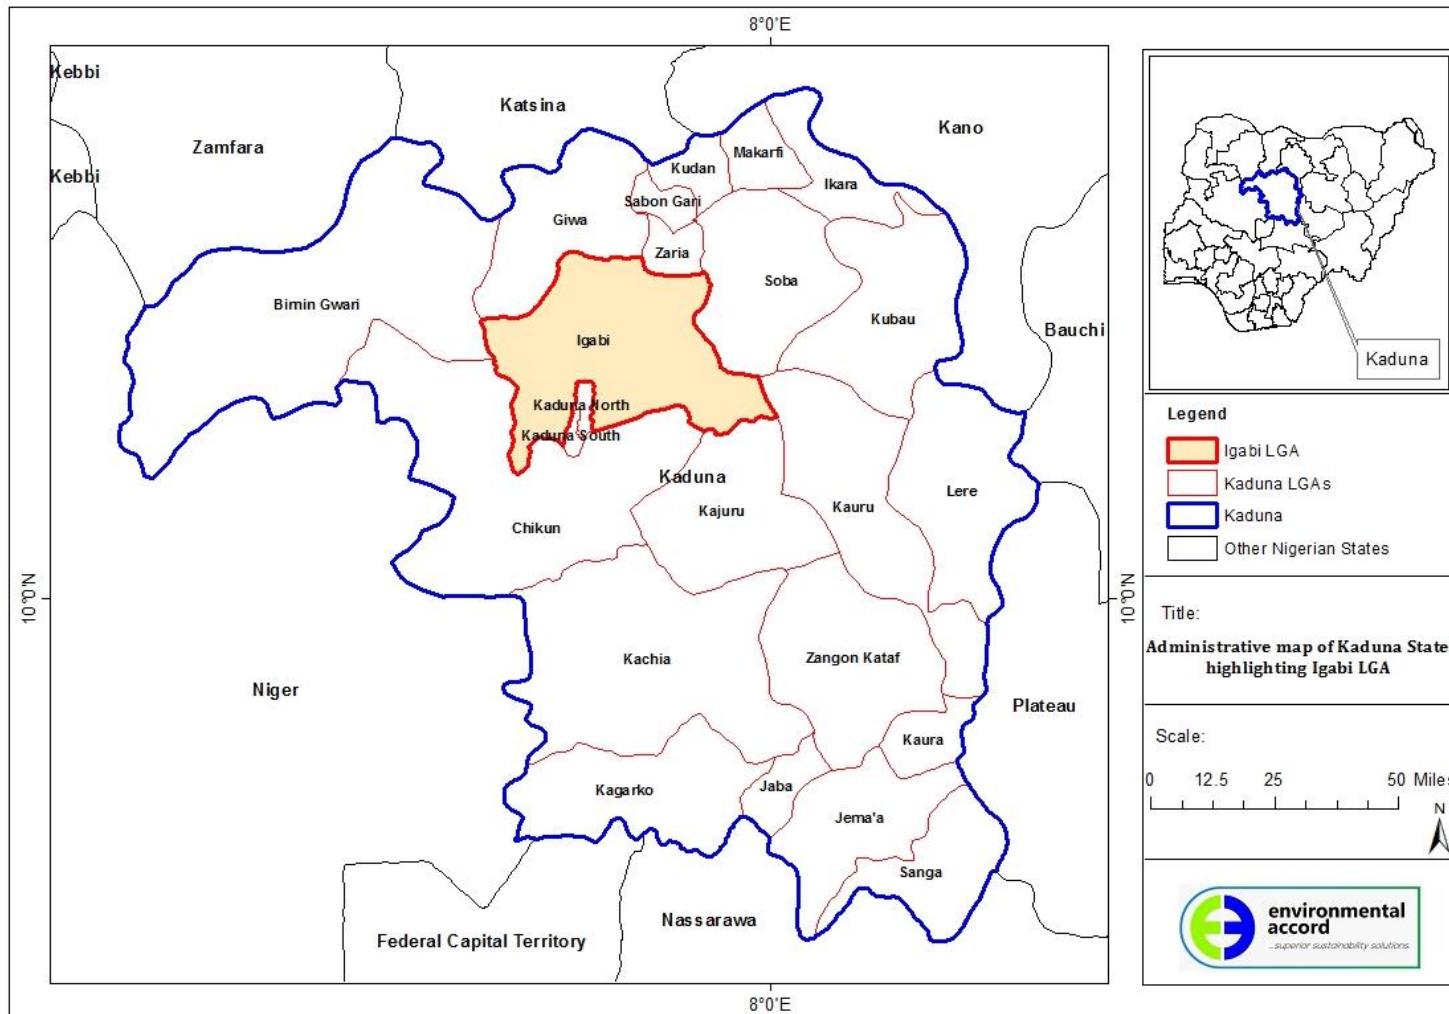 8°0'E
Kebbi
Katsina
Kano
Zamfara
Makarfi
Kudan
Kebbi
Ikara
Sabon Gari
Giwa
Zaria
Soba
Birnin Gwari
Kubau
Bauchi
Igabi
Kaduna North
Kaduna South
Kaduna
Lere
Kajuru
Kauru
Chikun
10°0'N
10°0'N
Kachia
Zangon Kataf
Niger
Plateau
Kaura
Jaba
Kagarko
Jema'a
Sanga
Nassarawa
Federal Capital Territory
8°0'E
Kaduna
Legend
Igabi LGA
Kaduna LGAs
Kaduna
Other Nigerian States
Title:
Administrative map of Kaduna State
highlighting Igabi LGA
Scale:
0 12.5 25 50 Miles
N
environmental
accord
...superior sustainability solutions.